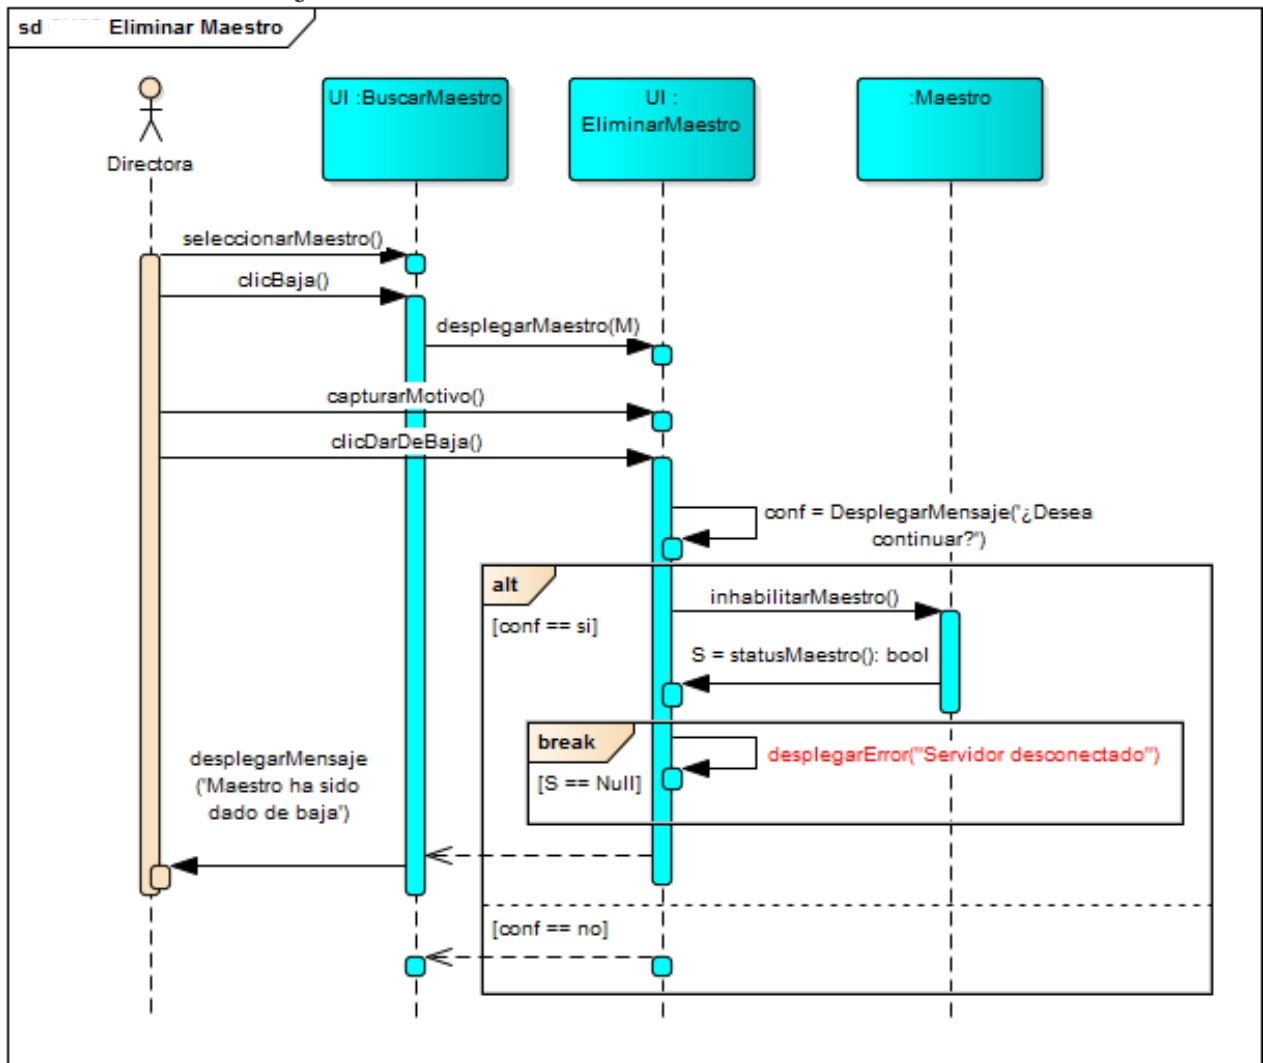 sd Eliminar Maestro
UI :BuscarMaestro
UI :
EliminarMaestro
:Maestro
Directora
seleccionarMaestro()
clicBaja()
desplegarMaestro(M)
capturarMotivo()
clicDarDeBaja()
conf = DesplegarMensaje('¿Desea
continuar?')
alt
[conf == si]
inhabilitarMaestro()
S = statusMaestro(): bool
break
[S == Null]
desplegarError("'Servidor desconectado'")
desplegarMensaje
('Maestro ha sido
dado de baja')
[conf == no]